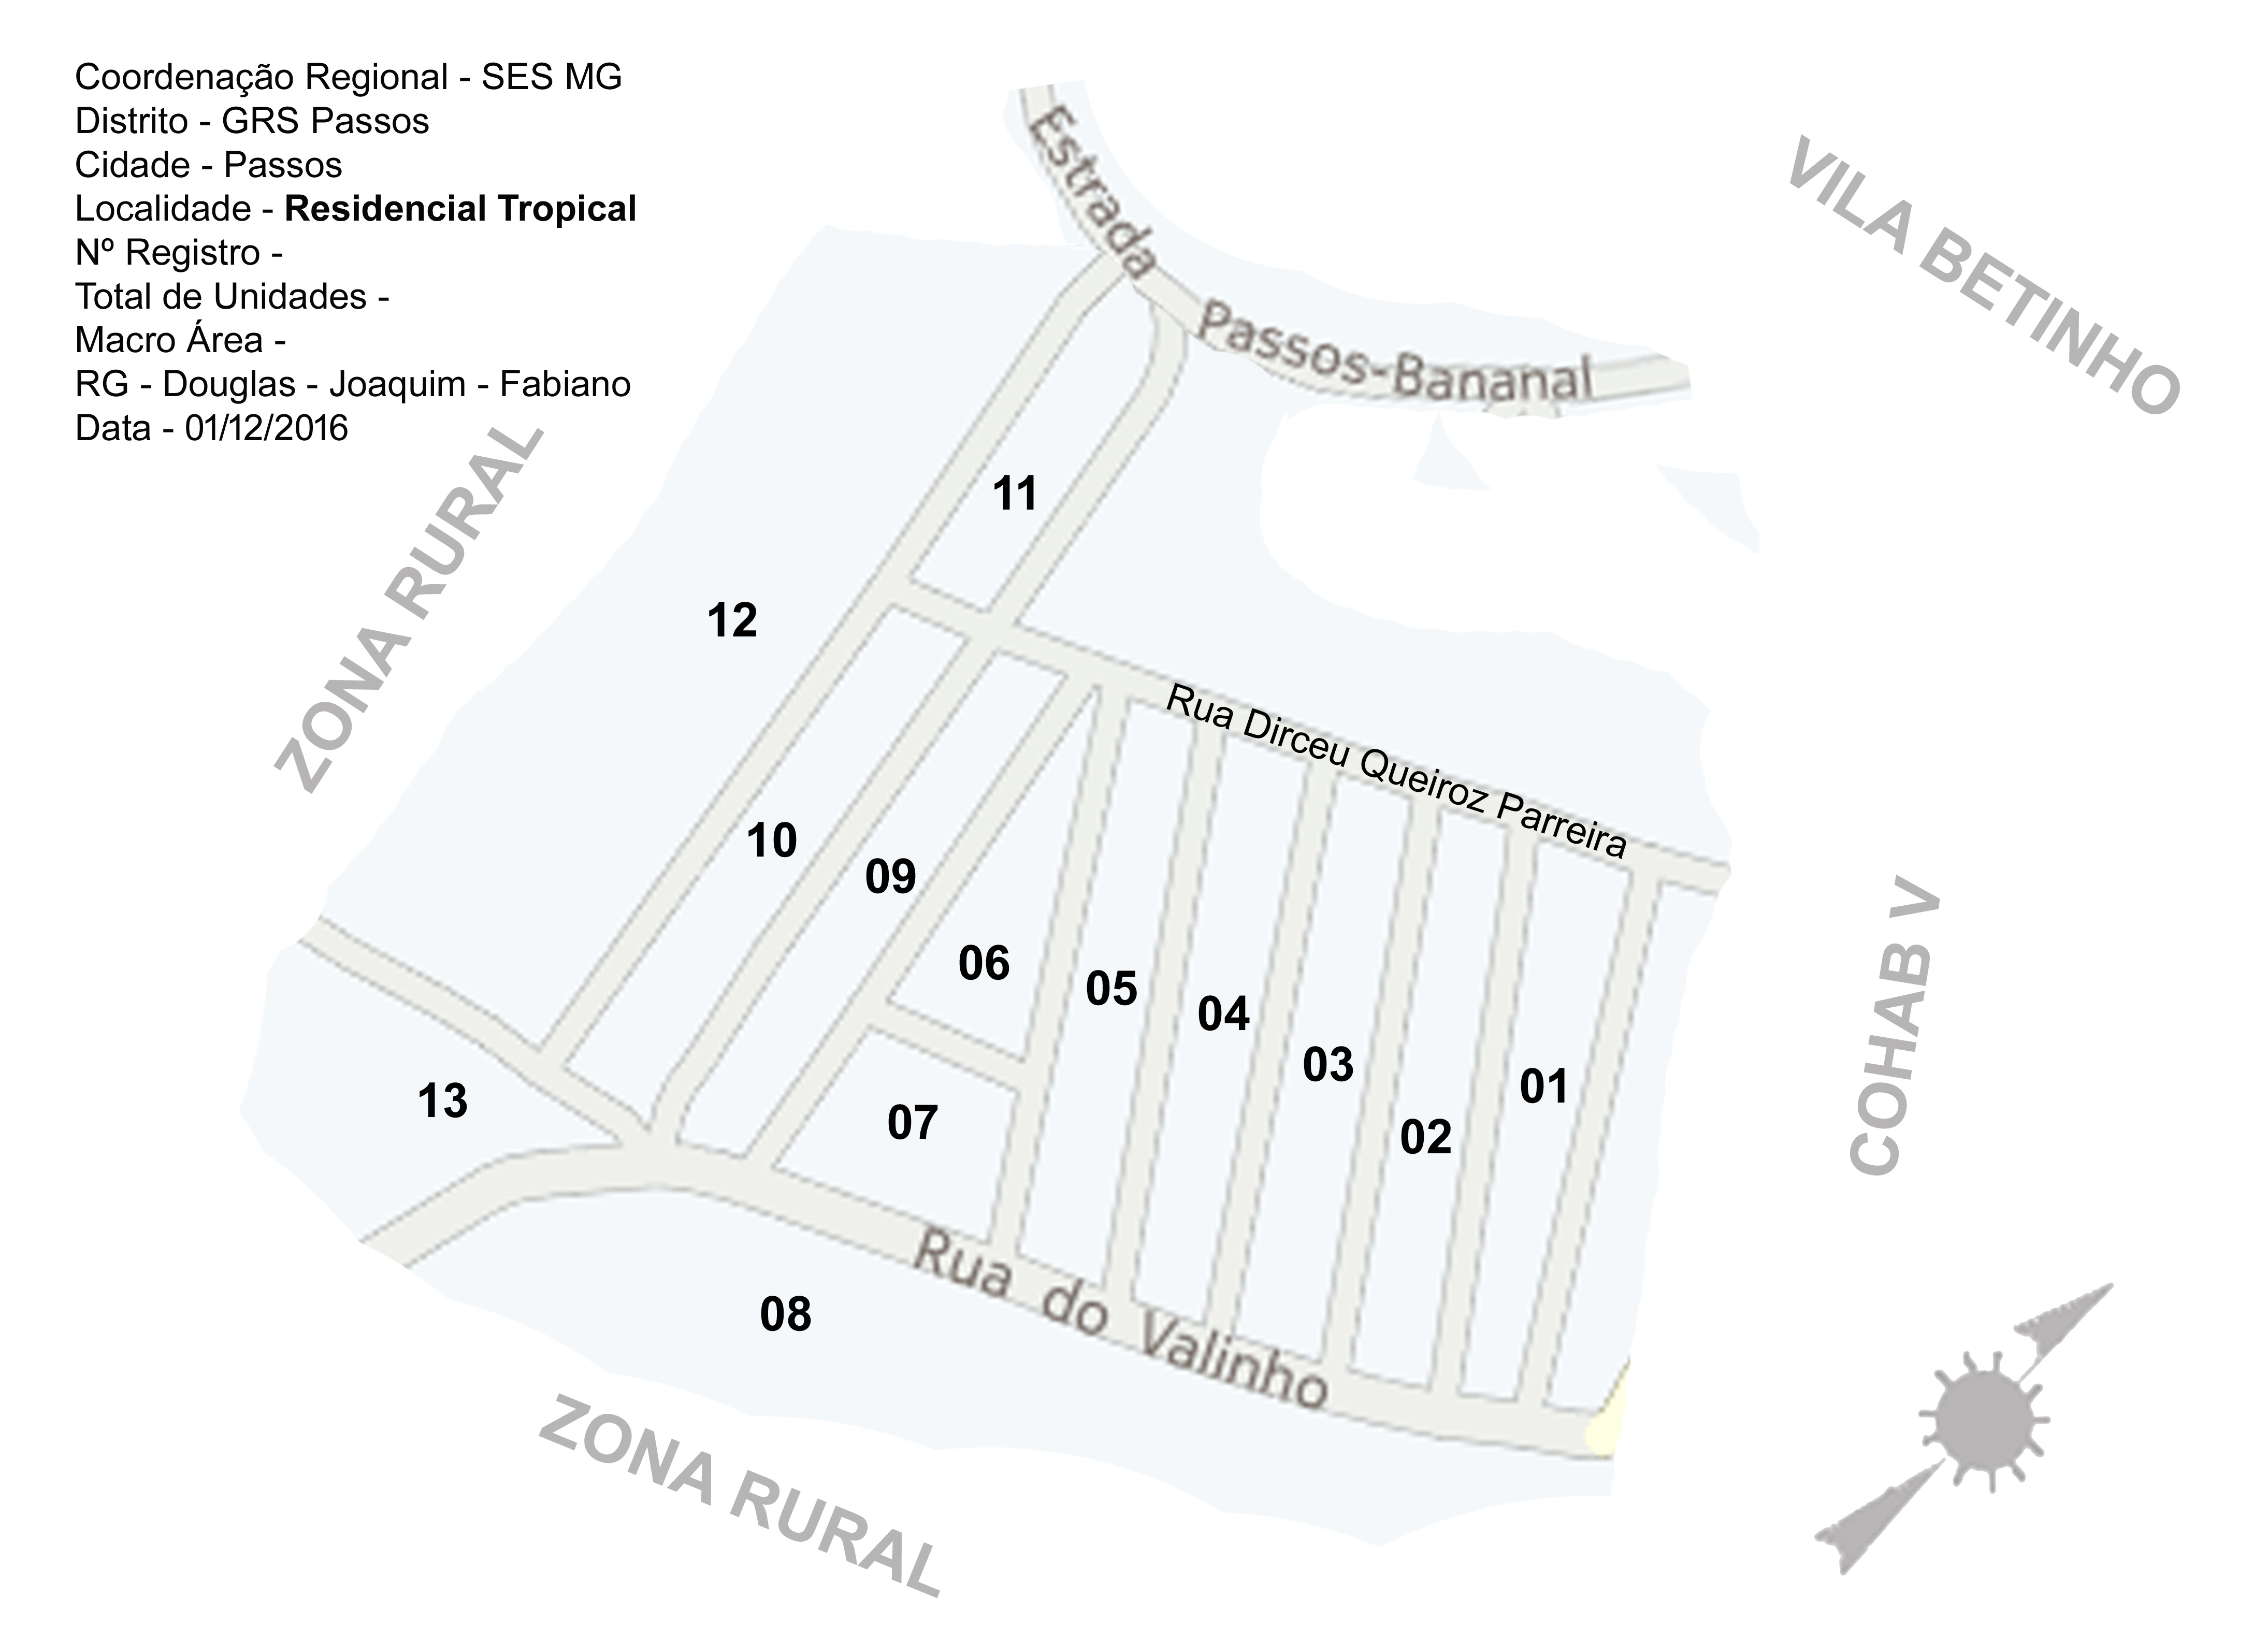 Coordenação Regional - SES MG
Distrito - GRS Passos
Cidade - Passos
Localidade - Residencial Tropical
Nº Registro -
Total de Unidades -
Macro Área -
RG - Douglas - Joaquim - Fabiano
Data - 01/12/2016
Estrada Passos-Bananal
VILA BETINHO
ZONA RURAL
11
12
Rua Dirceu Queiroz Parreira
10
09
06
05
04
03
02
01
COHAB V
13
07
Rua do Valinho
08
ZONA RURAL